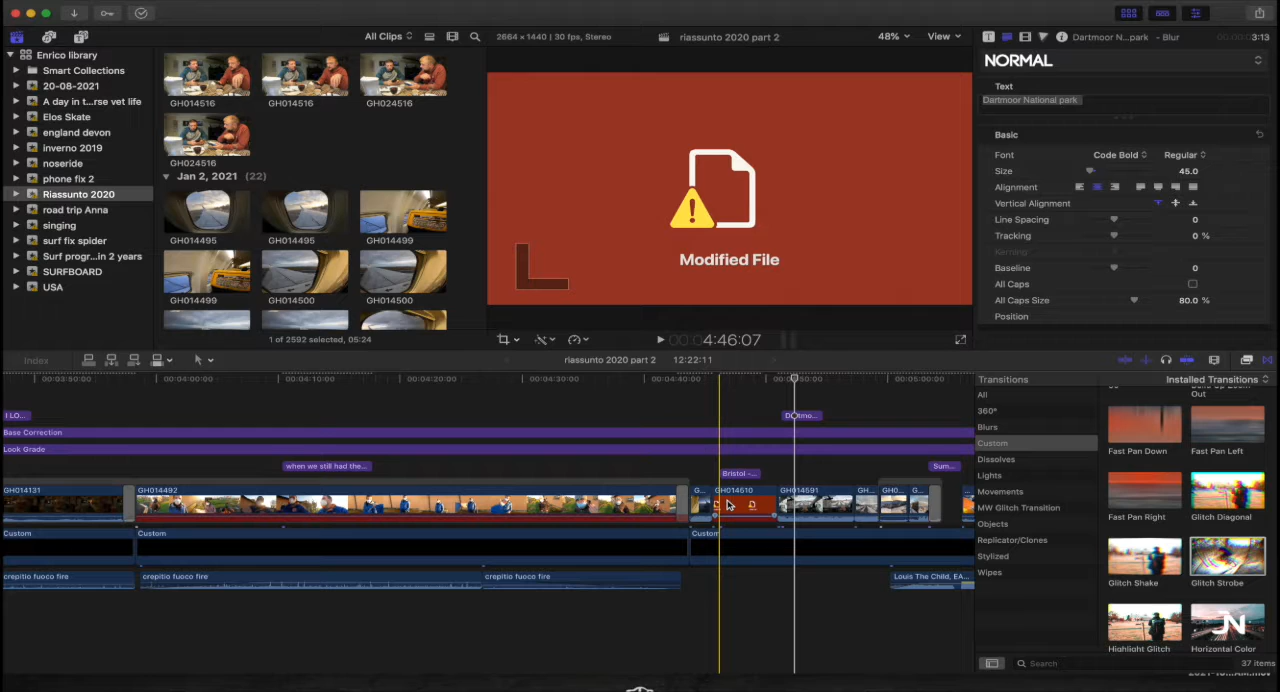 All Clips
2664 × 1440 | 30 fps, Stereo
riassunto 2020 part 2
48%
View
Dartmoor N...park - Blur
3:13
Enrico library
Smart Collections
20-08-2021
A day in t...rse vet life
Elos Skate
england devon
inverno 2019
noseride
phone fix 2
Riassunto 2020
road trip Anna
singing
surf fix spider
Surf progr...in 2 years
SURFBOARD
USA
GH014516
GH014516
GH024516
GH024516
Jan 2, 2021 (22)
GH014495
GH014495
GH014499
GH014499
GH014500
GH014500
1 of 2592 selected, 05:24
Modified File
4:46:07
NORMAL
Text
Dartmoor National park
Basic
Font
Code Bold
Regular
Size
45.0
Alignment
Vertical Alignment
Line Spacing
0
Tracking
0 %
Kerning
Baseline
0
All Caps
All Caps Size
80.0 %
Position
Index
riassunto 2020 part 2
12:22:11
00:03:50:00
00:04:00:00
00:04:10:00
00:04:20:00
00:04:30:00
00:04:40:00
00:05:00:00
I LO...
Base Correction
Look Grade
when we still had the...
Bristol -...
Sum...
GH014131
GH014492
G...
GH014610
GH014591
GH...
GH0...
G...
Custom
Custom
Custom
crepitio fuoco fire
crepitio fuoco fire
crepitio fuoco fire
Louis The Child, EA...
Transitions
Installed Transitions
All
360°
Blurs
Custom
Dissolves
Lights
Movements
MW Glitch Transition
Objects
Replicator/Clones
Stylized
Wipes
Out
Fast Pan Down
Fast Pan Left
Fast Pan Right
Glitch Diagonal
Glitch Shake
Glitch Strobe
Highlight Glitch
Horizontal Color
JN
Search
37 items